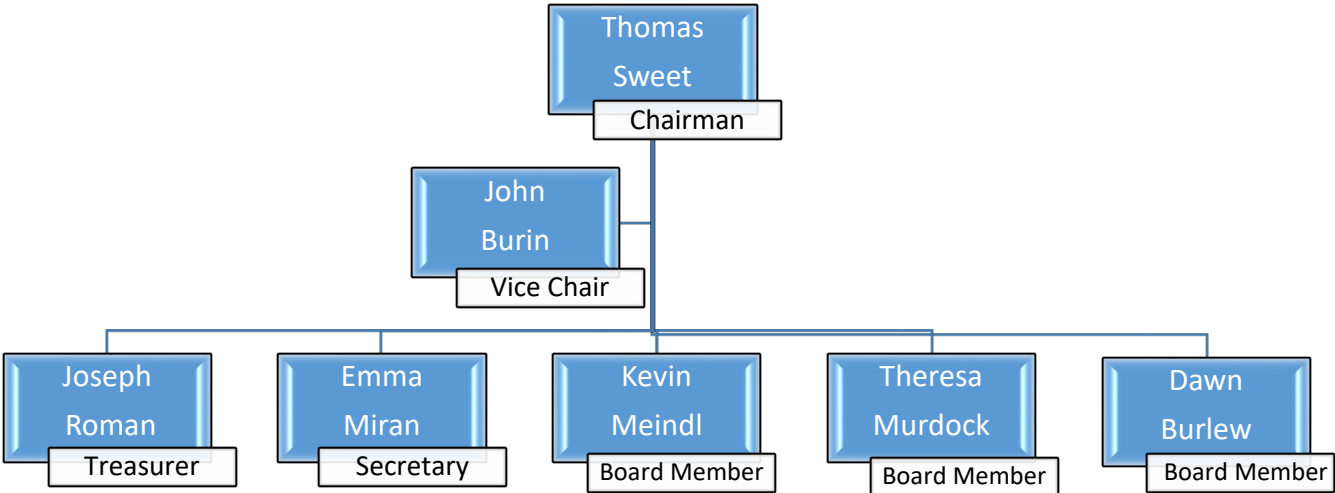 Thomas
Sweet
Chairman
John
Burin
Vice Chair
Joseph
Roman
Treasurer
Emma
Miran
Secretary
Kevin
Meindl
Board Member
Theresa
Murdock
Board Member
Dawn
Burlew
Board Member